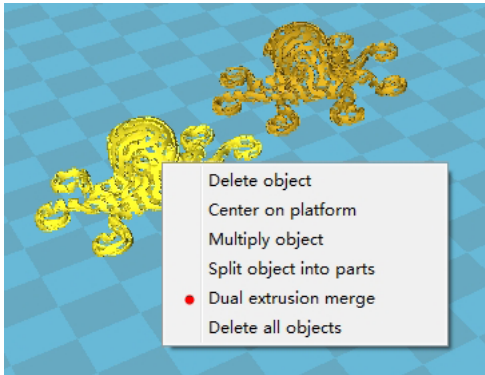 Delete object
Center on platform
Multiply object
Split object into parts
Dual extrusion merge
Delete all objects